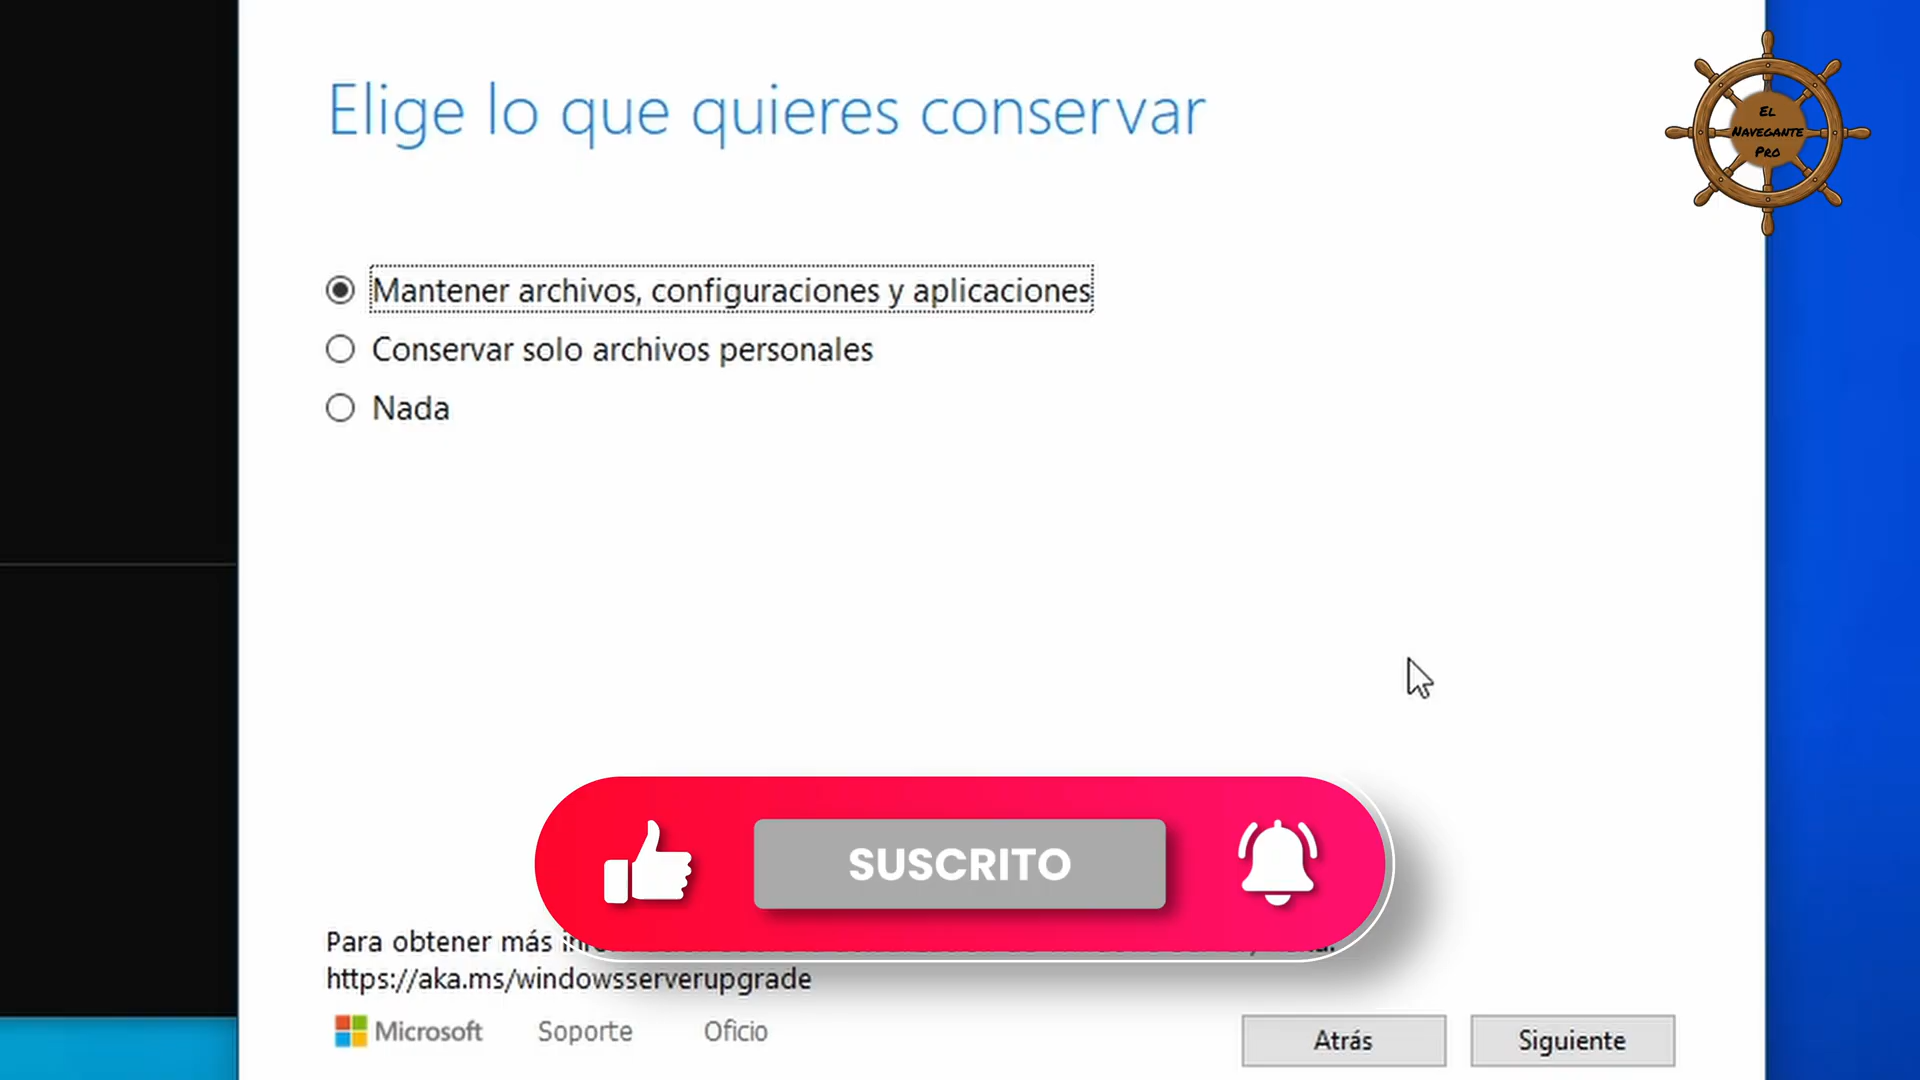 Elige lo que quieres conservar
EL
NAVEGANTE
PRO
Mantener archivos, configuraciones y aplicaciones
Conservar solo archivos personales
Nada
SUSCRITO
Para obtener más
https://aka.ms/windowsserverupgrade
Microsoft
Soporte
Oficio
Atrás
Siguiente